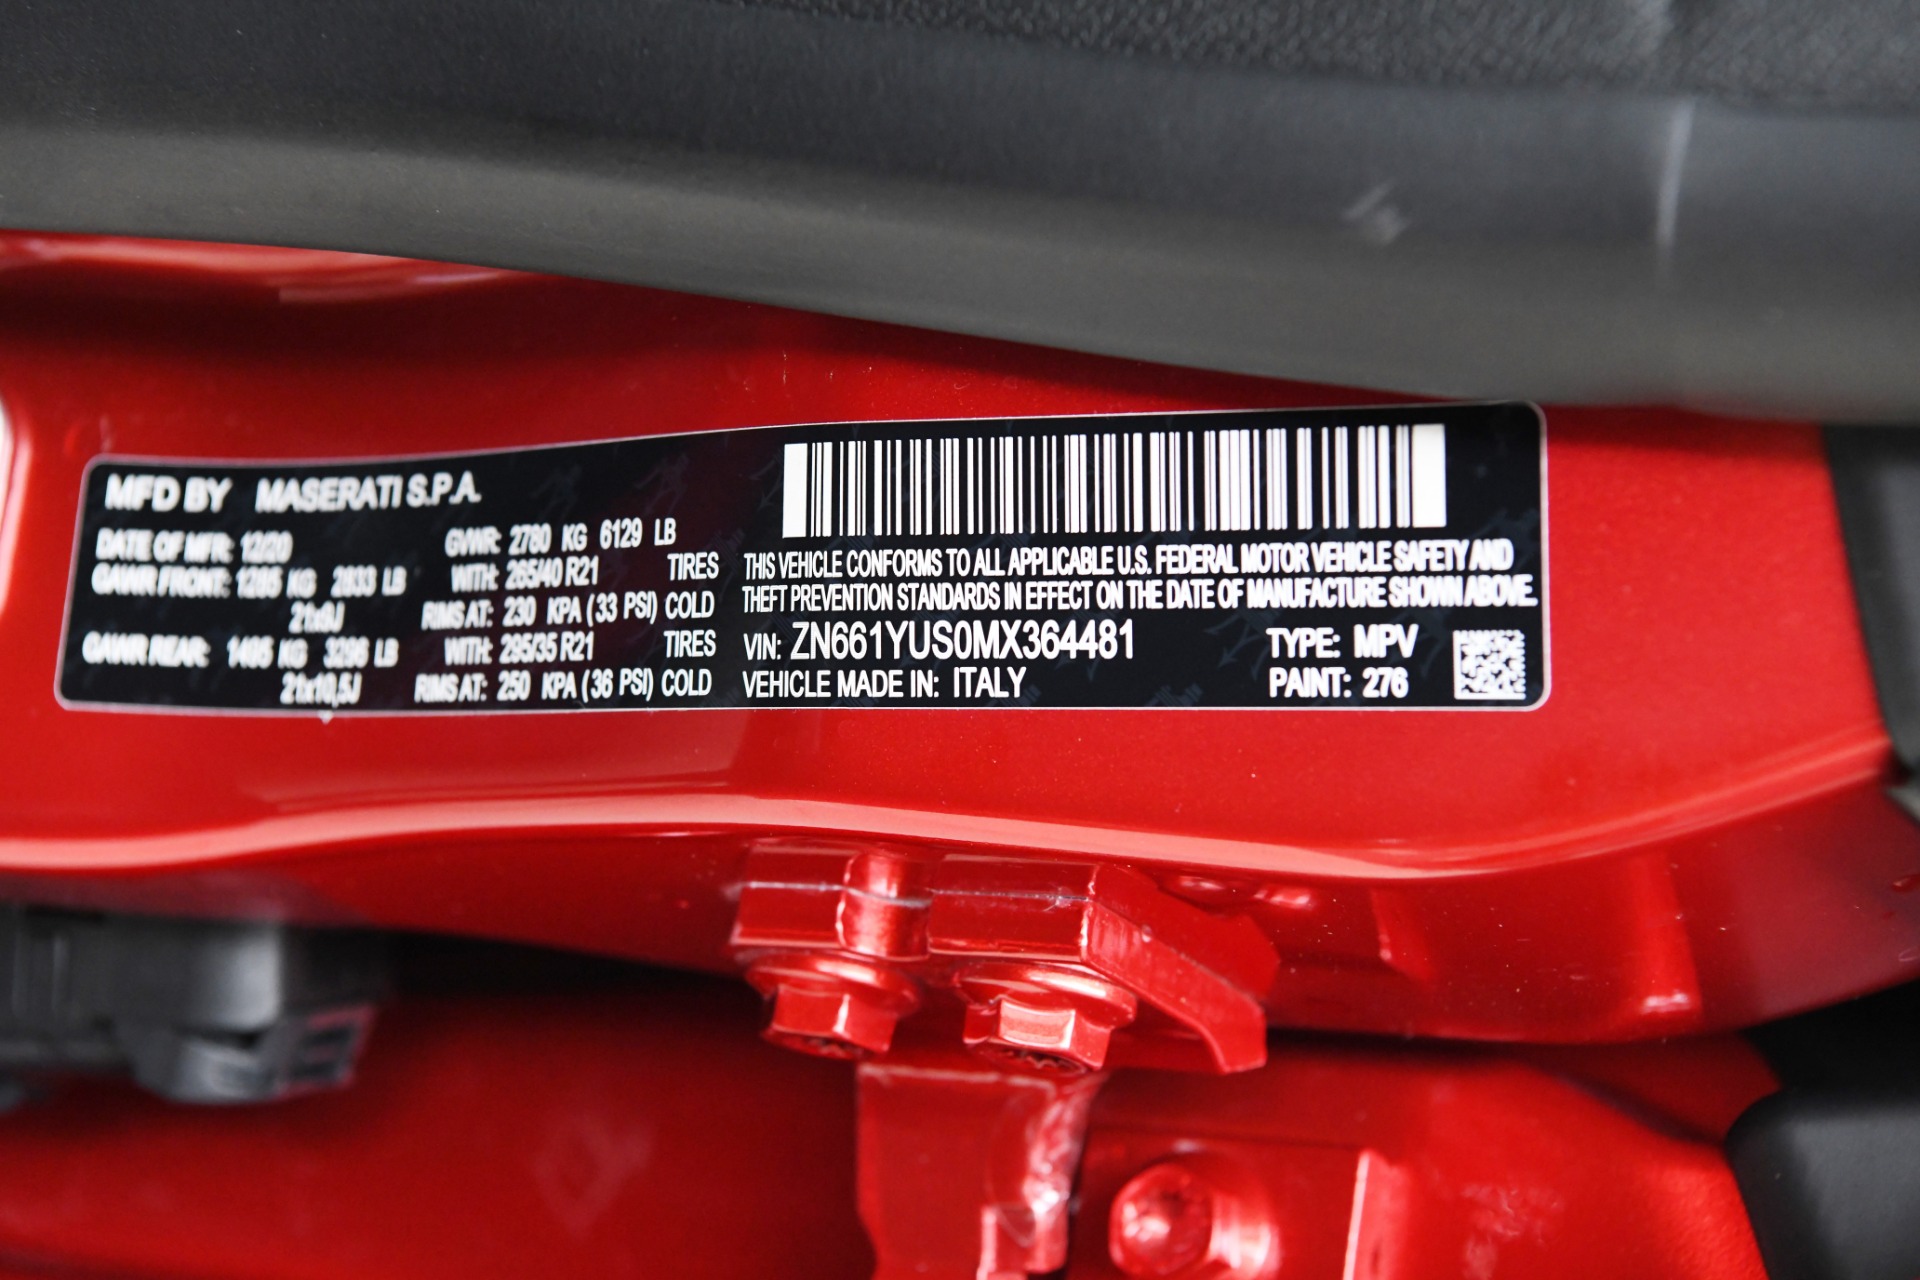 MFD BY MASERATI S.P.A.
DATE OF MFR: 12/20 GVWR: 2780 KG 6129 LB
GAWR FRONT: 1285 KG 2833 LB WITH: 265/40 R21 TIRES
21x9J RIMS AT: 230 KPA (33 PSI) COLD
GAWR REAR: 1495 KG 3296 LB WITH: 295/35 R21 TIRES
21x10,5J RIMS AT: 250 KPA (36 PSI) COLD
THIS VEHICLE CONFORMS TO ALL APPLICABLE U.S. FEDERAL MOTOR VEHICLE SAFETY AND
THEFT PREVENTION STANDARDS IN EFFECT ON THE DATE OF MANUFACTURE SHOWN ABOVE.
VIN: ZN661YUS0MX364481 TYPE: MPV
VEHICLE MADE IN: ITALY PAINT: 276